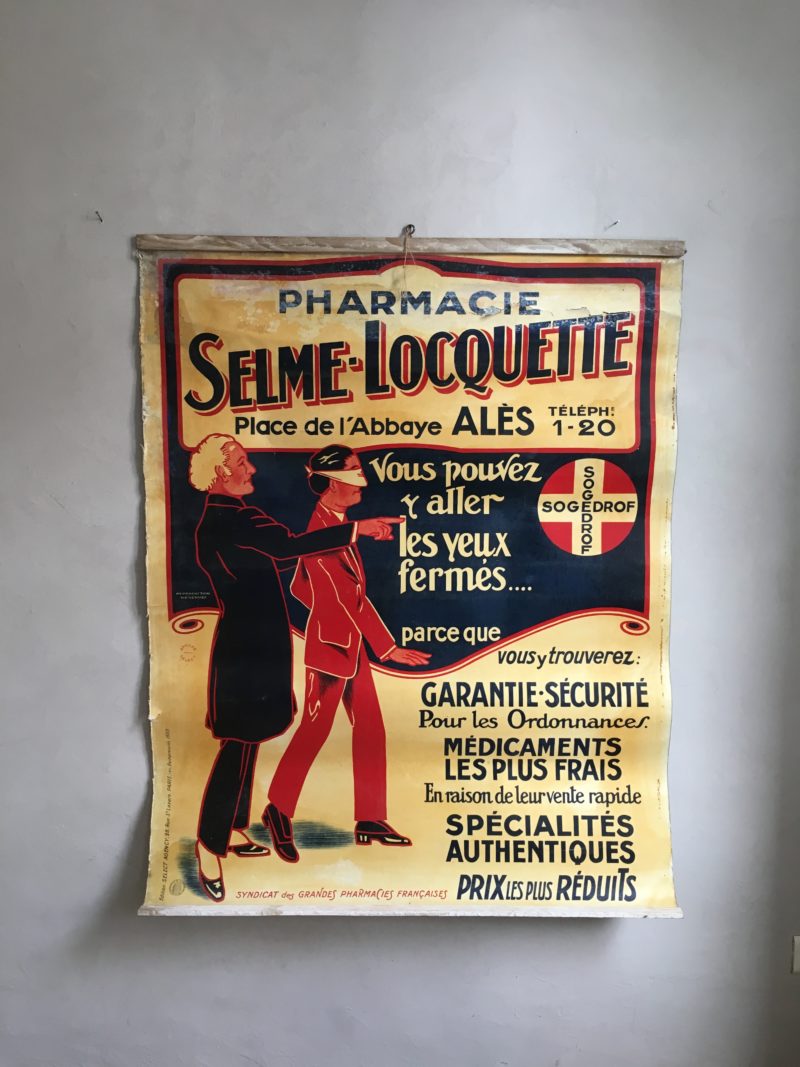 PHARMACIE
SELME-LOCQUETTE
Place de l'Abbaye ALÈS TÉLÉPH: 1-20
Vous pouvez
y aller
les yeux
fermés....
SOGEDROF
SOGEDROF
parce que
vous y trouverez:
GARANTIE-SÉCURITÉ
Pour les Ordonnances.
MÉDICAMENTS
LES PLUS FRAIS
En raison de leur vente rapide
SPÉCIALITÉS
AUTHENTIQUES
PRIX LES PLUS RÉDUITS
SYNDICAT des GRANDES PHARMACIES FRANÇAISES